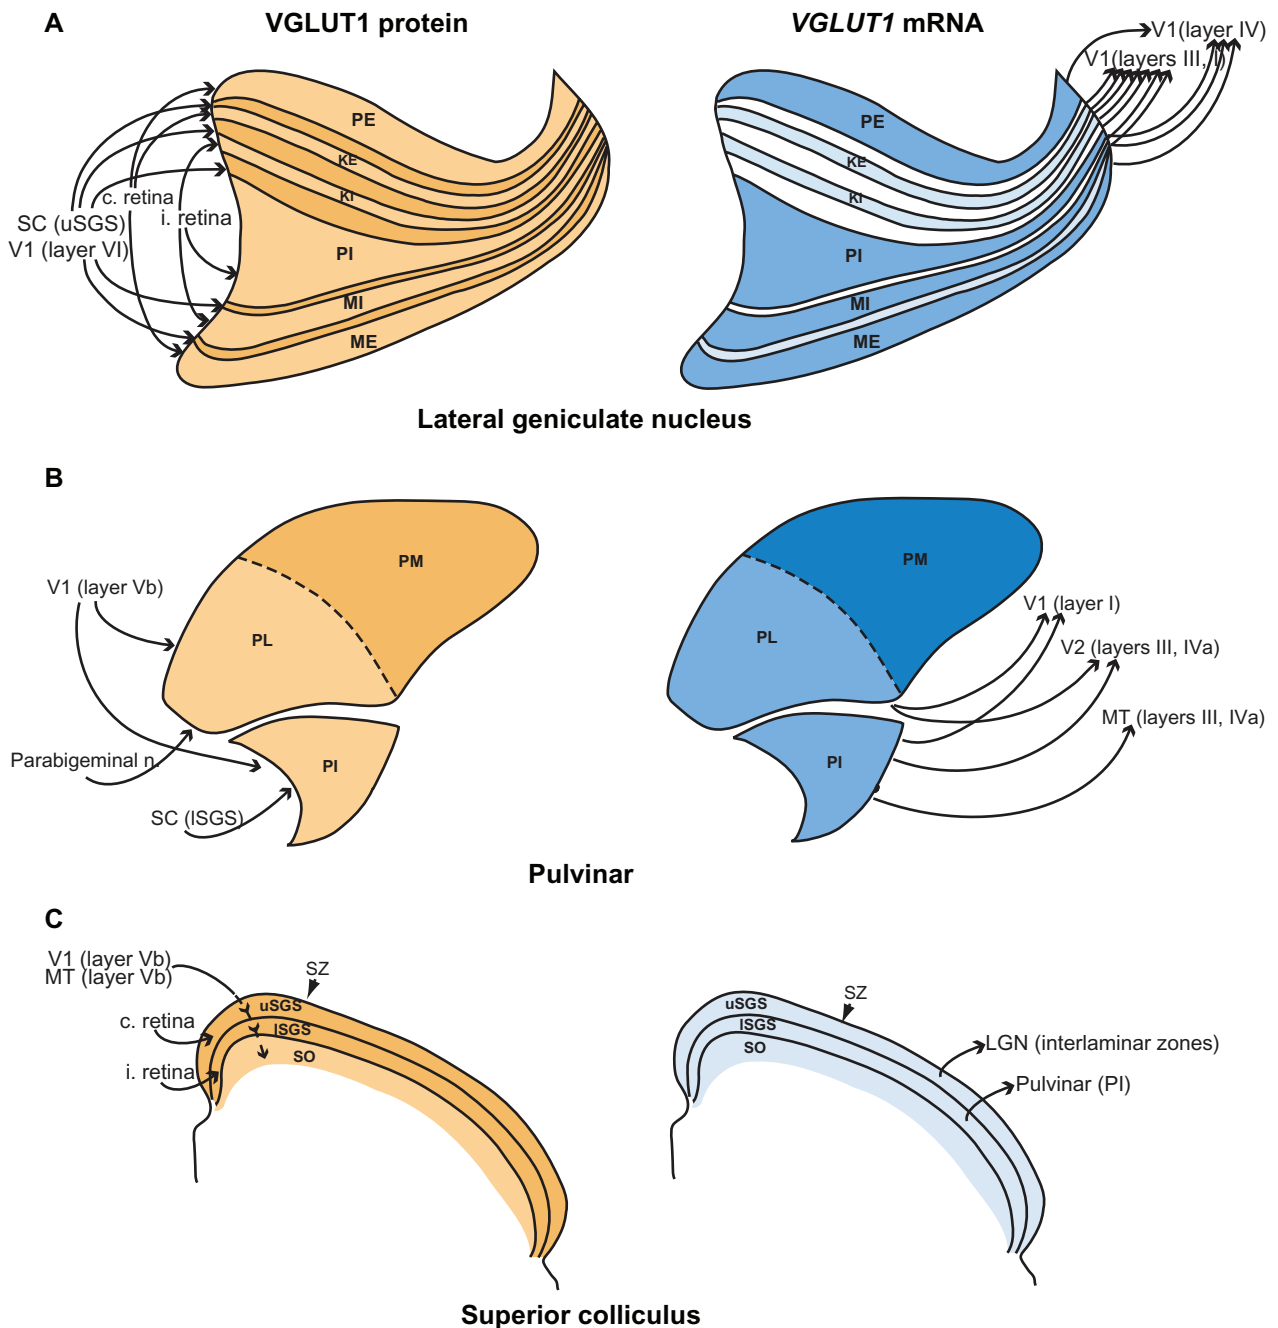 A
VGLUT1 protein
VGLUT1 mRNA
V1(layer IV)
V1(layers III, I)
PE
KE
KI
PI
MI
ME
c. retina
i. retina
SC (uSGS)
V1 (layer VI)
PE
KE
KI
PI
MI
ME
Lateral geniculate nucleus
B
V1 (layer Vb)
PM
PL
PI
Parabigeminal n.
SC (lSGS)
PM
PL
PI
V1 (layer I)
V2 (layers III, IVa)
MT (layers III, IVa)
Pulvinar
C
V1 (layer Vb)
MT (layer Vb)
SZ
uSGS
c. retina
lSGS
SO
i. retina
SZ
uSGS
lSGS
SO
LGN (interlaminar zones)
Pulvinar (PI)
Superior colliculus